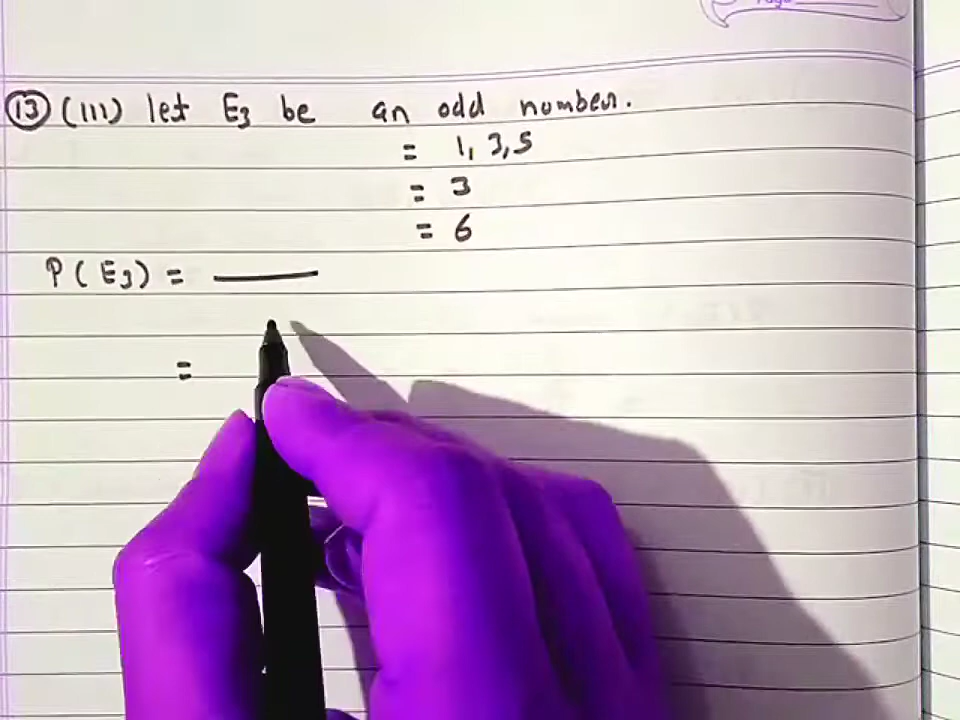 13 (iii) let E3 be an odd number.
= 1, 3, 5
= 3
= 6
P(E3) = ―
=